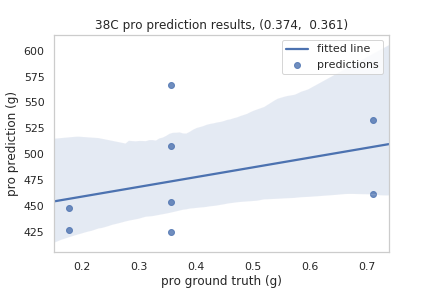 38C pro prediction results, (0.374,  0.361)
fitted line
predictions
600
575
550
525
500
475
450
425
pro prediction (g)
0.2 0.3 0.4 0.5 0.6 0.7
pro ground truth (g)